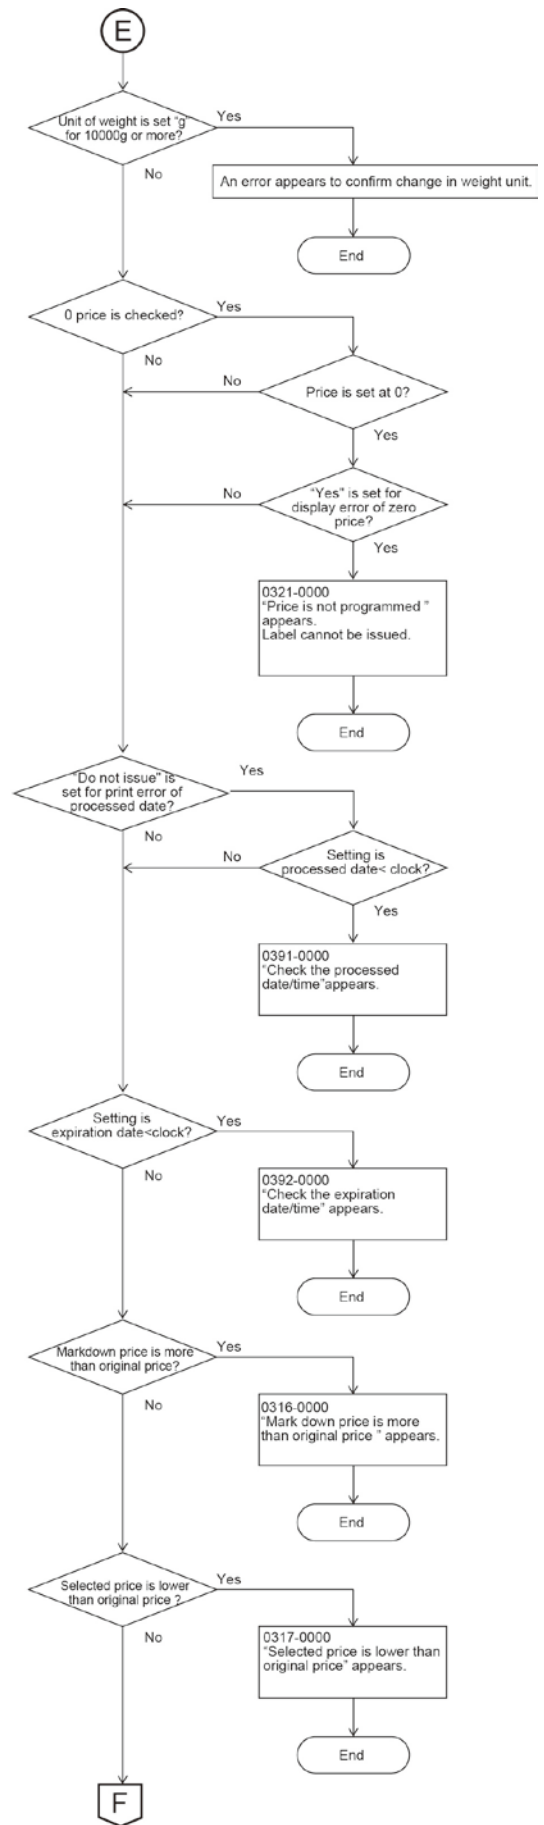 E
Unit of weight is set "g"
for 10000g or more?
Yes
No
An error appears to confirm change in weight unit.
End
0 price is checked?
Yes
No
Price is set at 0?
No
Yes
"Yes" is set for
display error of zero
price?
No
Yes
0321-0000
"Price is not programmed "
appears.
Label cannot be issued.
End
"Do not issue" is
set for print error of
processed date?
Yes
No
Setting is
processed date< clock?
No
Yes
0391-0000
"Check the processed
date/time"appears.
End
Setting is
expiration date<clock?
Yes
No
0392-0000
"Check the expiration
date/time" appears.
End
Markdown price is more
than original price?
Yes
No
0316-0000
"Mark down price is more
than original price " appears.
End
Selected price is lower
than original price ?
Yes
No
0317-0000
"Selected price is lower than
original price" appears.
End
F